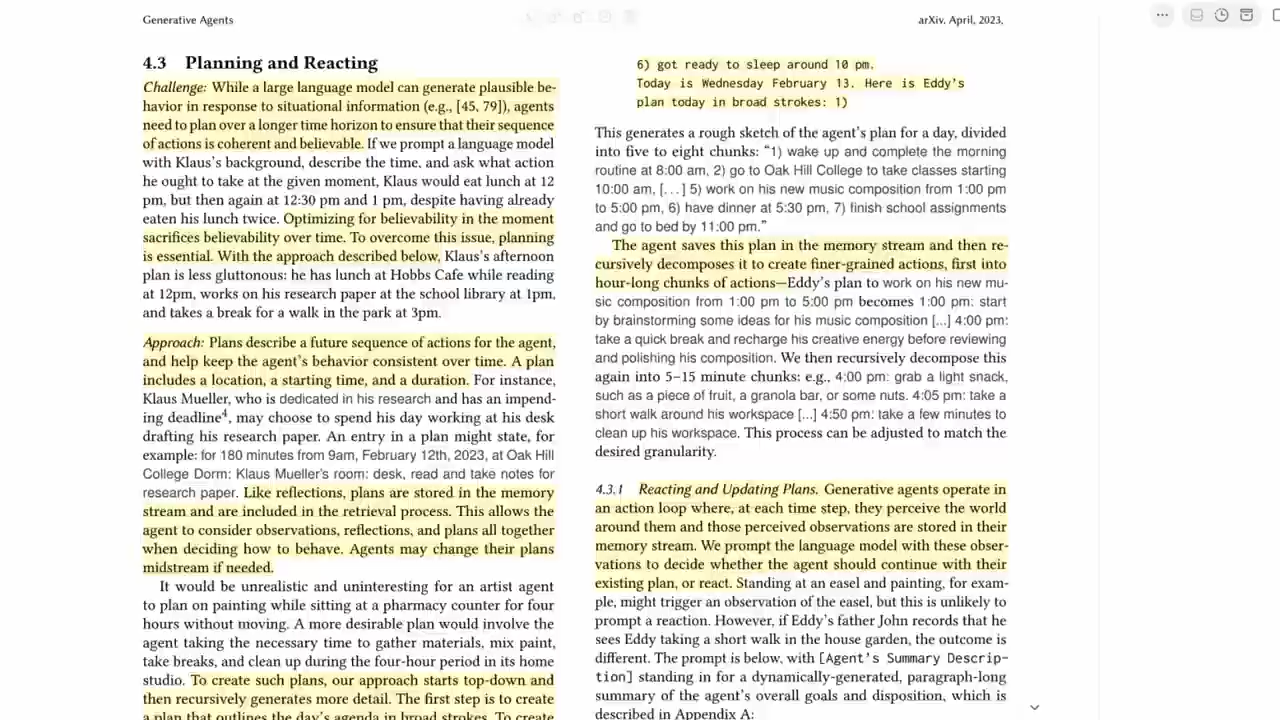 Generative Agents
arXiv. April, 2023,
4.3 Planning and Reacting
Challenge: While a large language model can generate plausible be-
havior in response to situational information (e.g., [45, 79]), agents
need to plan over a longer time horizon to ensure that their sequence
of actions is coherent and believable. If we prompt a language model
with Klaus's background, describe the time, and ask what action
he ought to take at the given moment, Klaus would eat lunch at 12
pm, but then again at 12:30 pm and 1 pm, despite having already
eaten his lunch twice. Optimizing for believability in the moment
sacrifices believability over time. To overcome this issue, planning
is essential. With the approach described below, Klaus's afternoon
plan is less gluttonous: he has lunch at Hobbs Cafe while reading
at 12pm, works on his research paper at the school library at 1pm,
and takes a break for a walk in the park at 3pm.
Approach: Plans describe a future sequence of actions for the agent,
and help keep the agent's behavior consistent over time. A plan
includes a location, a starting time, and a duration. For instance,
Klaus Mueller, who is dedicated in his research and has an impend-
ing deadline4, may choose to spend his day working at his desk
drafting his research paper. An entry in a plan might state, for
example: for 180 minutes from 9am, February 12th, 2023, at Oak Hill
College Dorm: Klaus Mueller's room: desk, read and take notes for
research paper. Like reflections, plans are stored in the memory
stream and are included in the retrieval process. This allows the
agent to consider observations, reflections, and plans all together
when deciding how to behave. Agents may change their plans
midstream if needed.
It would be unrealistic and uninteresting for an artist agent
to plan on painting while sitting at a pharmacy counter for four
hours without moving. A more desirable plan would involve the
agent taking the necessary time to gather materials, mix paint,
take breaks, and clean up during the four-hour period in its home
studio. To create such plans, our approach starts top-down and
then recursively generates more detail. The first step is to create
a plan that outlines the day's agenda in broad strokes. To create
6) got ready to sleep around 10 pm.
Today is Wednesday February 13. Here is Eddy's
plan today in broad strokes: 1)
This generates a rough sketch of the agent's plan for a day, divided
into five to eight chunks: "1) wake up and complete the morning
routine at 8:00 am, 2) go to Oak Hill College to take classes starting
10:00 am, [...] 5) work on his new music composition from 1:00 pm
to 5:00 pm, 6) have dinner at 5:30 pm, 7) finish school assignments
and go to bed by 11:00 pm."
The agent saves this plan in the memory stream and then re-
cursively decomposes it to create finer-grained actions, first into
hour-long chunks of actions—Eddy's plan to work on his new mu-
sic composition from 1:00 pm to 5:00 pm becomes 1:00 pm: start
by brainstorming some ideas for his music composition [...] 4:00 pm:
take a quick break and recharge his creative energy before reviewing
and polishing his composition. We then recursively decompose this
again into 5–15 minute chunks: e.g., 4:00 pm: grab a light snack,
such as a piece of fruit, a granola bar, or some nuts. 4:05 pm: take a
short walk around his workspace [...] 4:50 pm: take a few minutes to
clean up his workspace. This process can be adjusted to match the
desired granularity.
4.3.1 Reacting and Updating Plans. Generative agents operate in
an action loop where, at each time step, they perceive the world
around them and those perceived observations are stored in their
memory stream. We prompt the language model with these obser-
vations to decide whether the agent should continue with their
existing plan, or react. Standing at an easel and painting, for exam-
ple, might trigger an observation of the easel, but this is unlikely to
prompt a reaction. However, if Eddy's father John records that he
sees Eddy taking a short walk in the house garden, the outcome is
different. The prompt is below, with [Agent's Summary Descrip-
tion] standing in for a dynamically-generated, paragraph-long
summary of the agent's overall goals and disposition, which is
described in Appendix A: